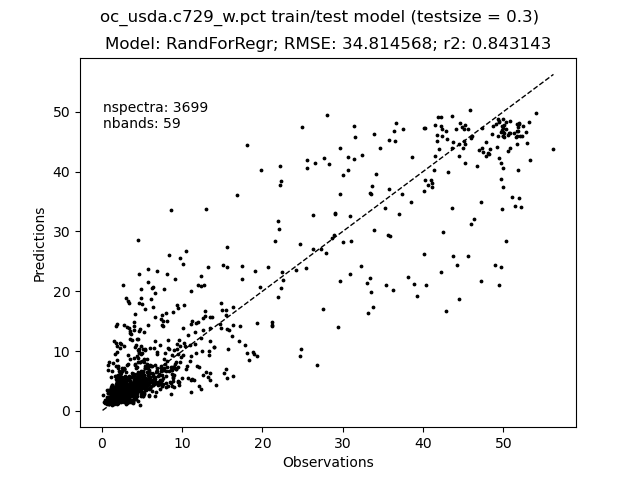 oc_usda.c729_w.pct train/test model (testsize = 0.3)
Model: RandForRegr; RMSE: 34.814568; r2: 0.843143
nspectra: 3699
nbands: 59
50
40
30
20
10
0
Predictions
0 10 20 30 40 50
Observations